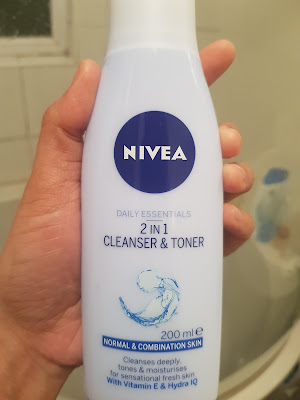 NIVEA
DAILY ESSENTIALS
2 IN 1
CLEANSER & TONER
200 ml e
NORMAL & COMBINATION SKIN
Cleanses deeply,
tones & moisturises
for sensational fresh skin
With Vitamin E & Hydra IQ